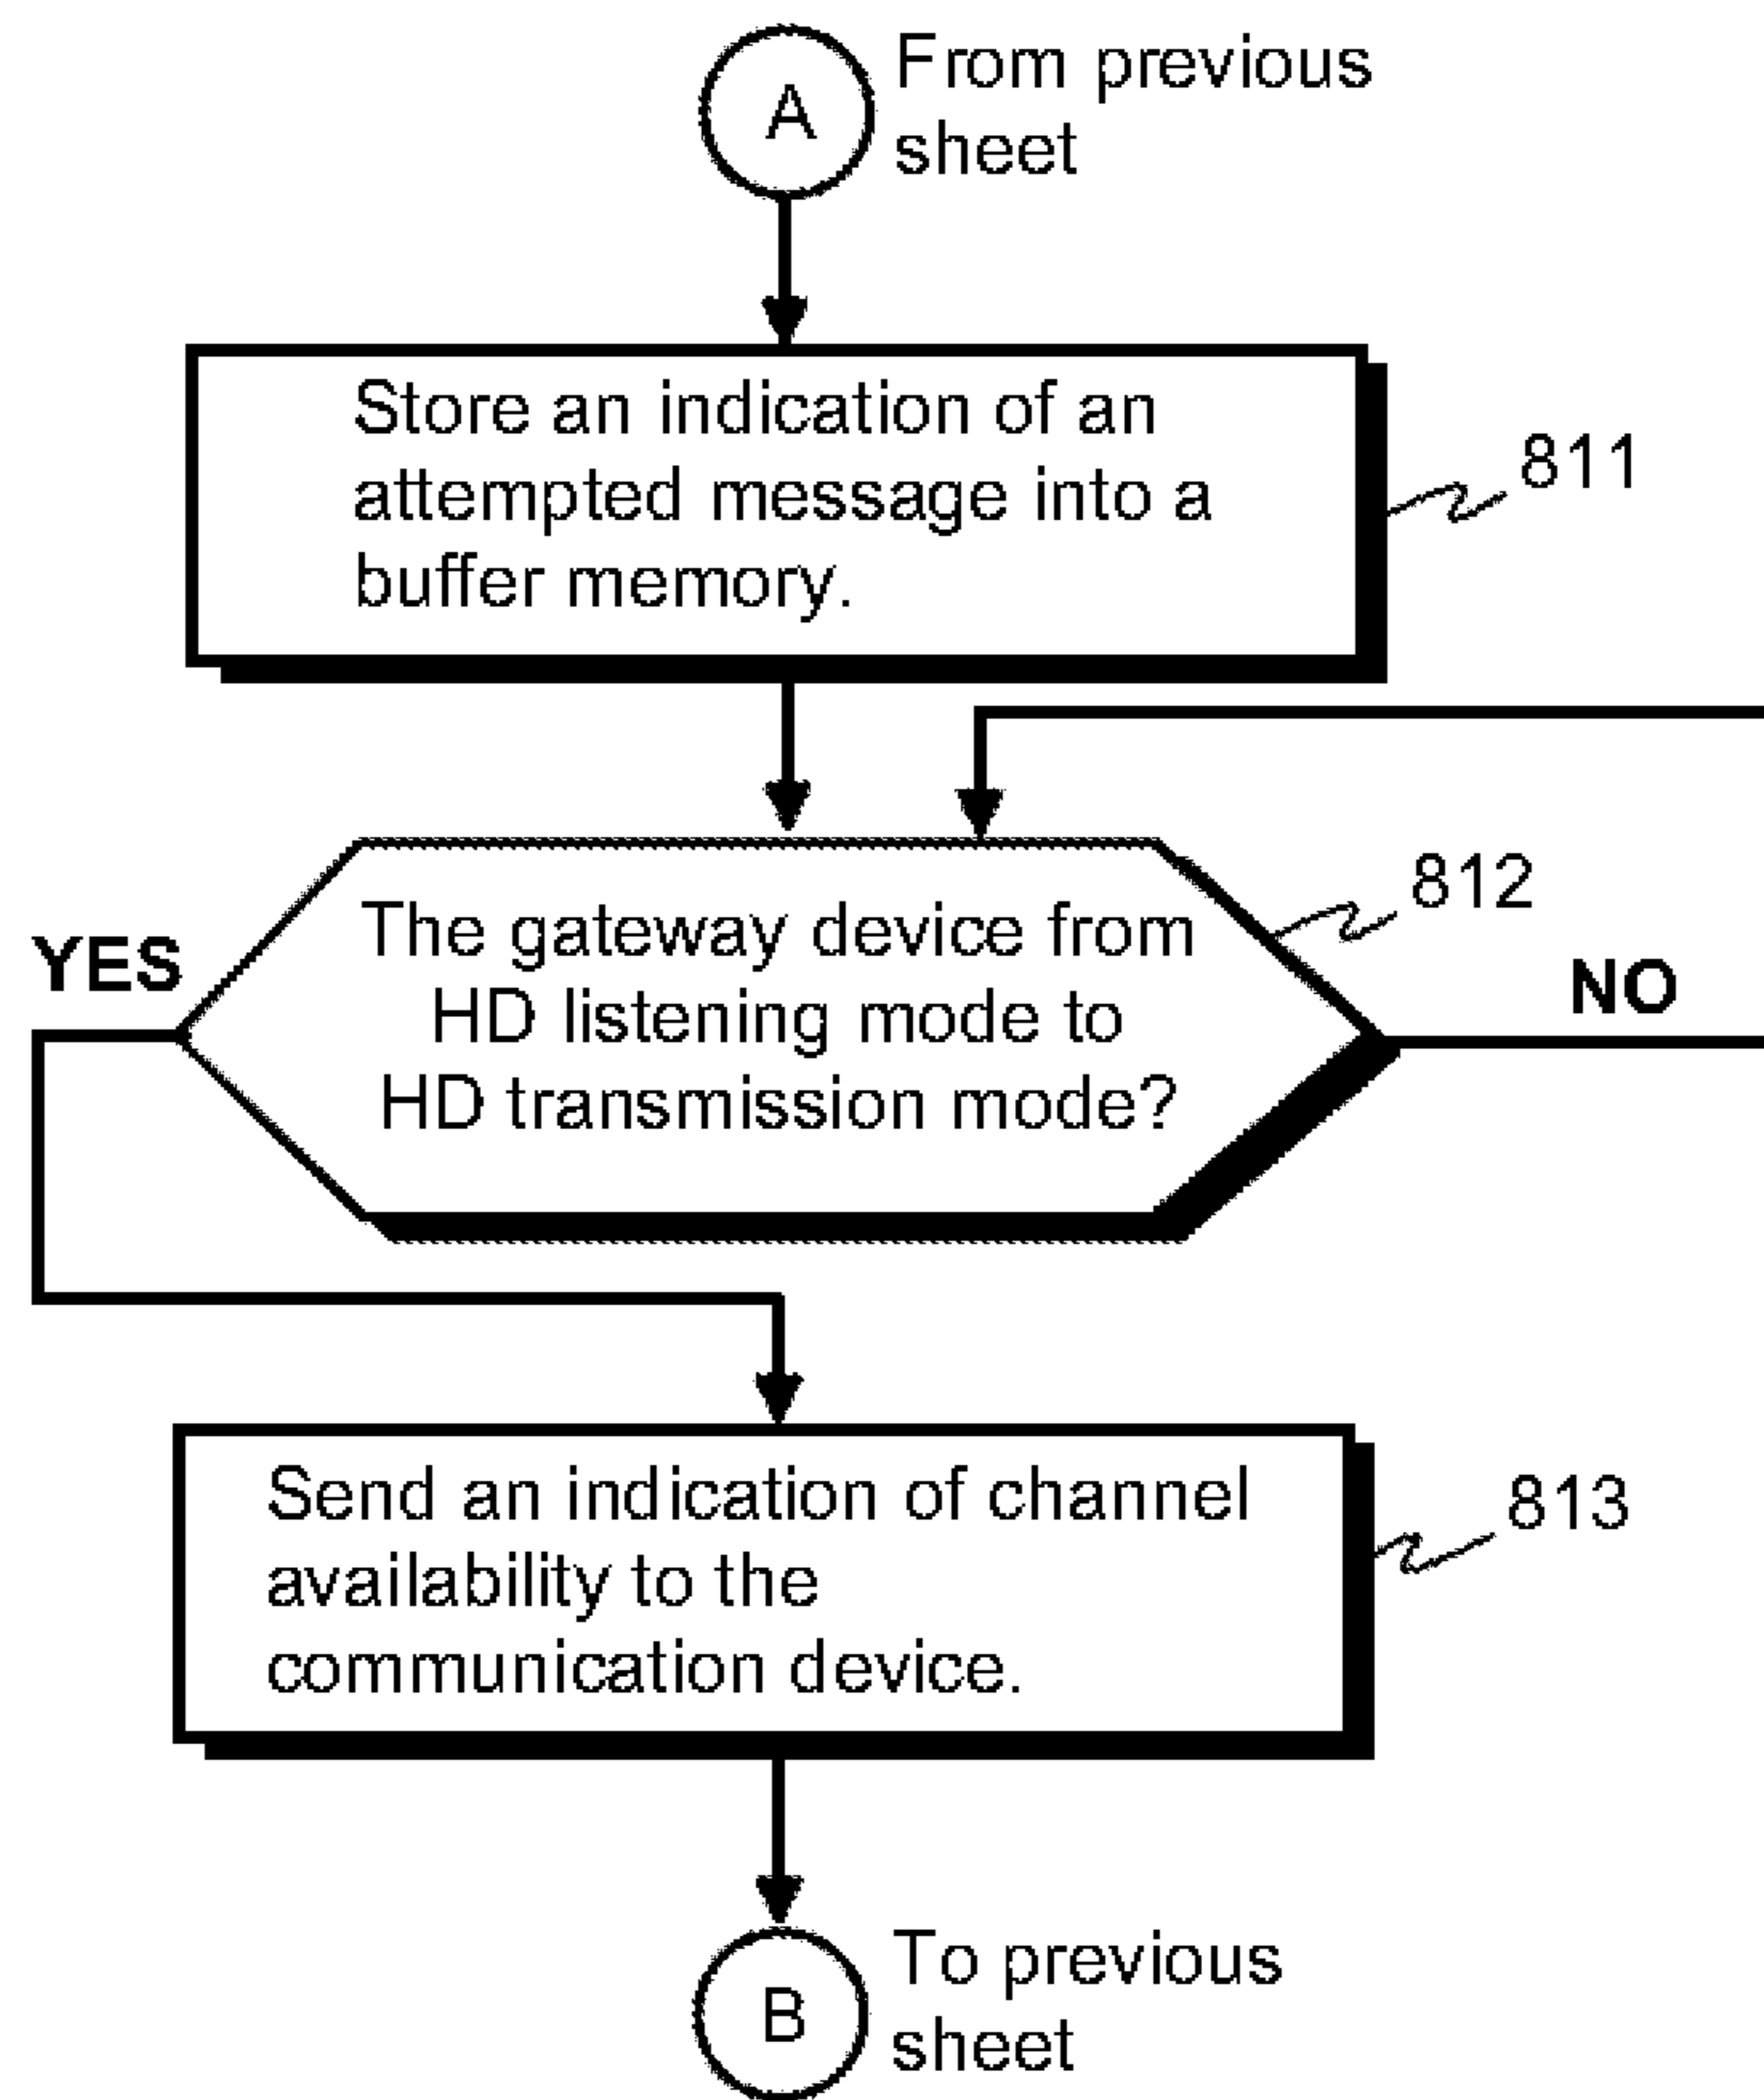 A
From previous
sheet
Store an indication of an
attempted message into a
buffer memory.
811
812
The gateway device from
HD listening mode to
HD transmission mode?
YES
NO
Send an indication of channel
availability to the
communication device.
813
B
To previous
sheet